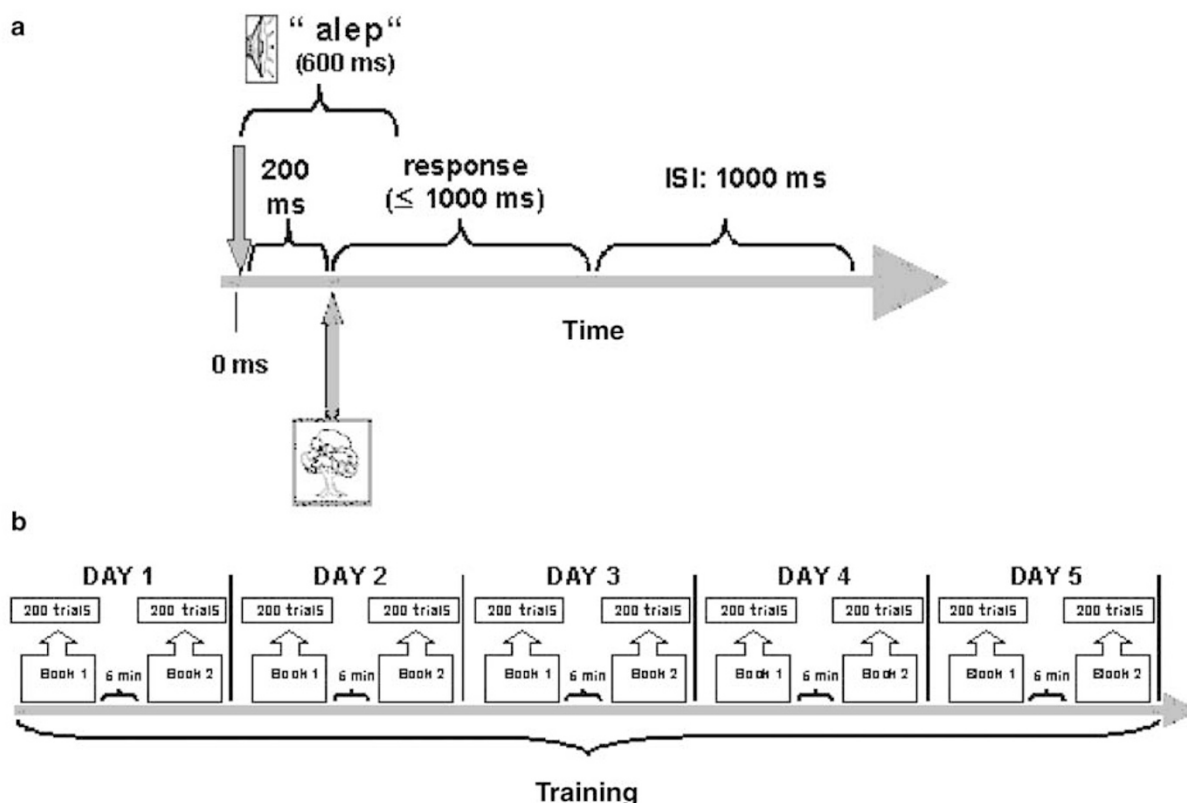 a
“ alep“
(600 ms)
200
ms
response
(≤ 1000 ms)
ISI: 1000 ms
Time
0 ms
b
DAY 1 DAY 2 DAY 3 DAY 4 DAY 5
200 trials 200 trials 200 trials 200 trials 200 trials 200 trials 200 trials 200 trials 200 trials 200 trials
Book 1 6 min Book 2 Book 1 6 min Book 2 Book 1 6 min Book 2 Book 1 6 min Book 2 Block 1 6 min Block 2
Training